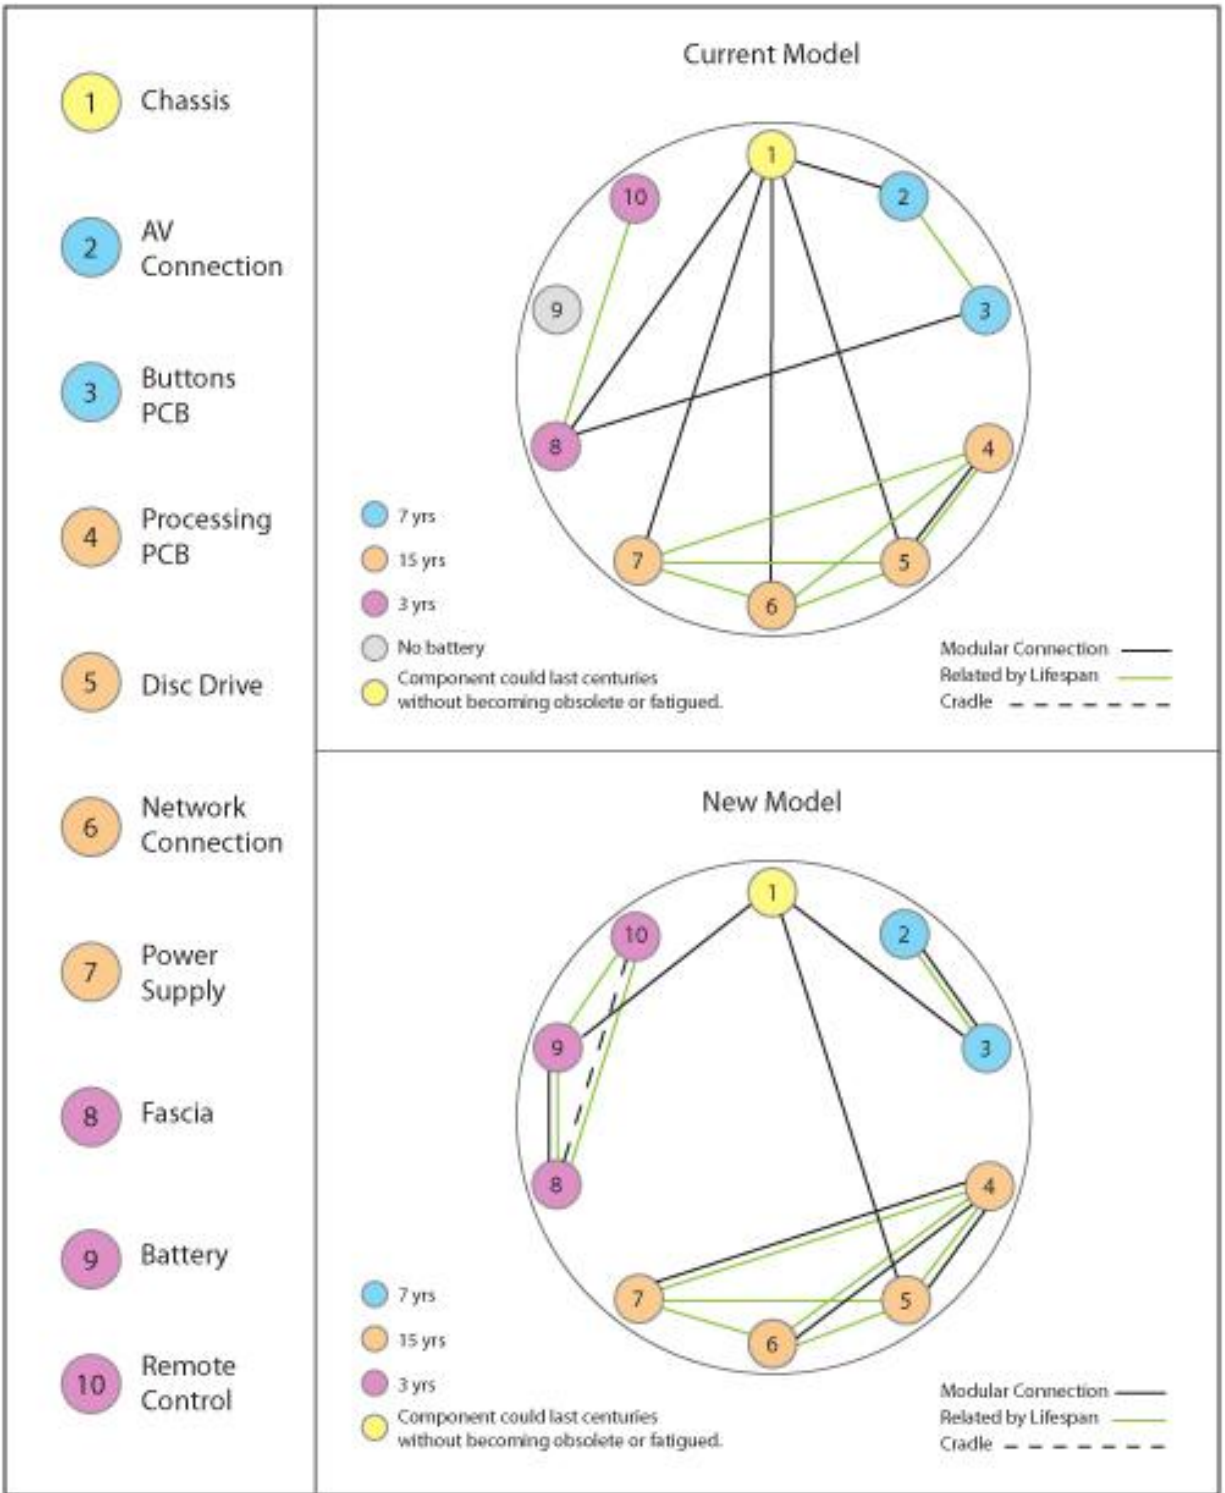 1
Chassis
2
AV
Connection
3
Buttons
PCB
4
Processing
PCB
5
Disc Drive
6
Network
Connection
7
Power
Supply
8
Fascia
9
Battery
10
Remote
Control
Current Model
1
2
3
4
5
6
7
8
9
10
7 yrs
15 yrs
3 yrs
No battery
Component could last centuries
without becoming obsolete or fatigued.
Modular Connection
Related by Lifespan
Cradle
New Model
1
2
3
4
5
6
7
8
9
10
7 yrs
15 yrs
3 yrs
Component could last centuries
without becoming obsolete or fatigued.
Modular Connection
Related by Lifespan
Cradle